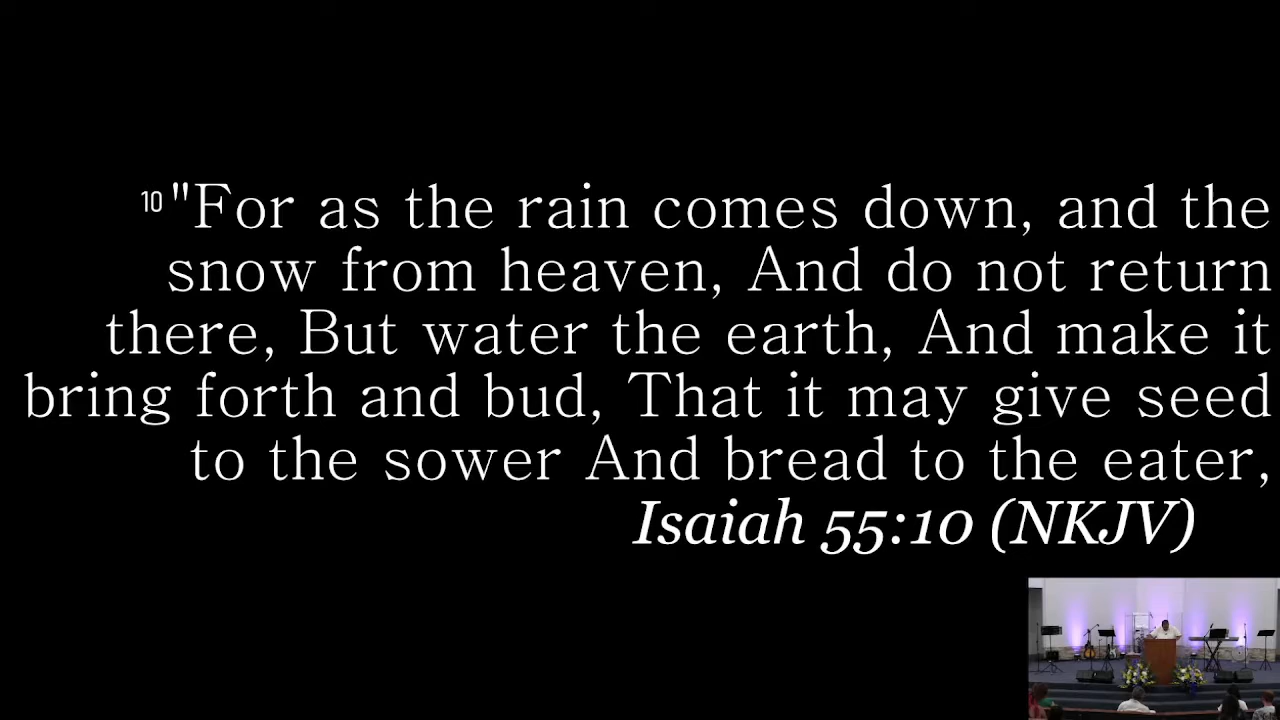 10 "For as the rain comes down, and the
snow from heaven, And do not return
there, But water the earth, And make it
bring forth and bud, That it may give seed
to the sower And bread to the eater,
Isaiah 55:10 (NKJV)